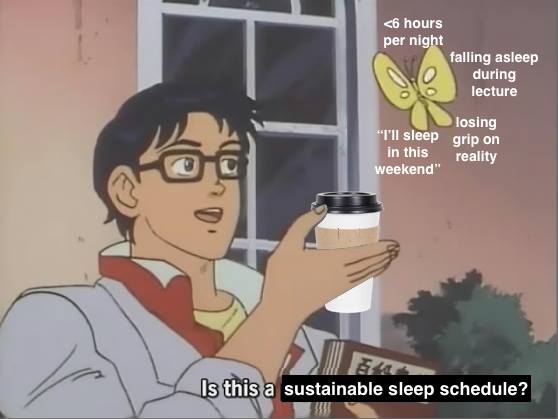 <6 hours
per night
falling asleep
during
lecture
losing
grip on
reality
“I’ll sleep
in this
weekend”
Is this a sustainable sleep schedule?